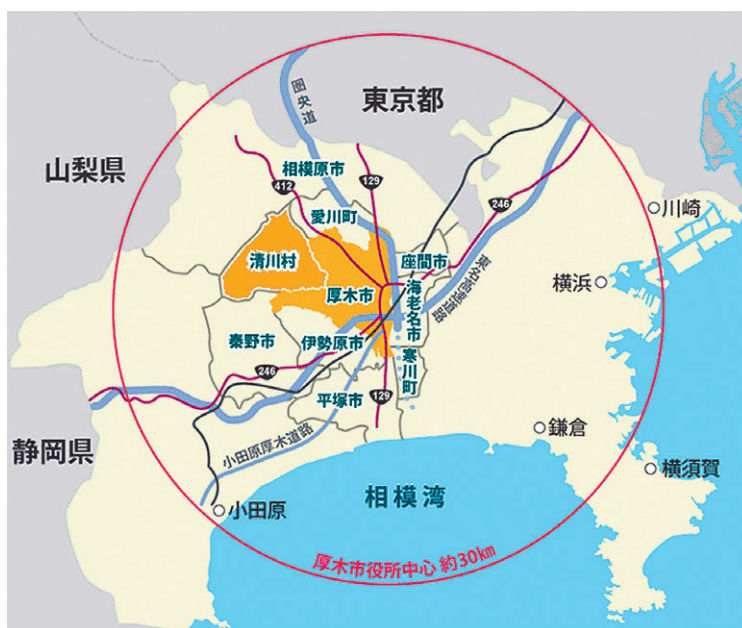 東京都
圏央道
山梨県
相模原市
412
129
愛川町
246
川崎
清川村
座間市
厚木市
海老名市
東名高速道路
横浜
秦野市
伊勢原市
寒川町
246
平塚市
129
静岡県
小田原厚木道路
鎌倉
横須賀
相模湾
小田原
厚木市役所中心 約30㎞